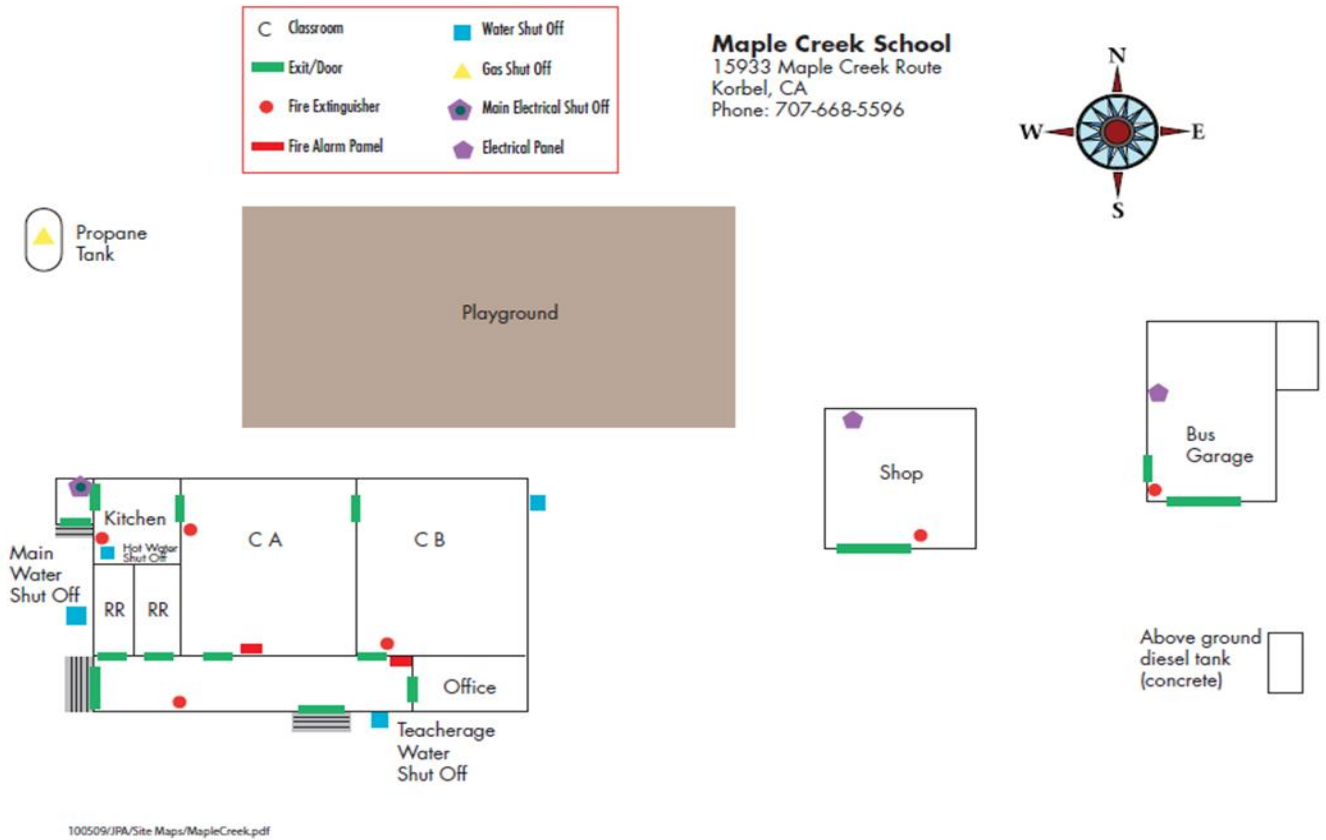 C Classroom
Water Shut Off
Exit/Door
Gas Shut Off
Fire Extinguisher
Main Electrical Shut Off
Fire Alarm Pamel
Electrical Panel
Maple Creek School
15933 Maple Creek Route
Korbel, CA
Phone: 707-668-5596
N
W
E
S
Propane
Tank
Playground
Shop
Bus
Garage
Kitchen
Hot Water
Shut Off
C A
C B
Main
Water
Shut Off
RR
RR
Office
Teacherage
Water
Shut Off
Above ground
diesel tank
(concrete)
100509/JPA/Site Maps/MapleCreek.pdf